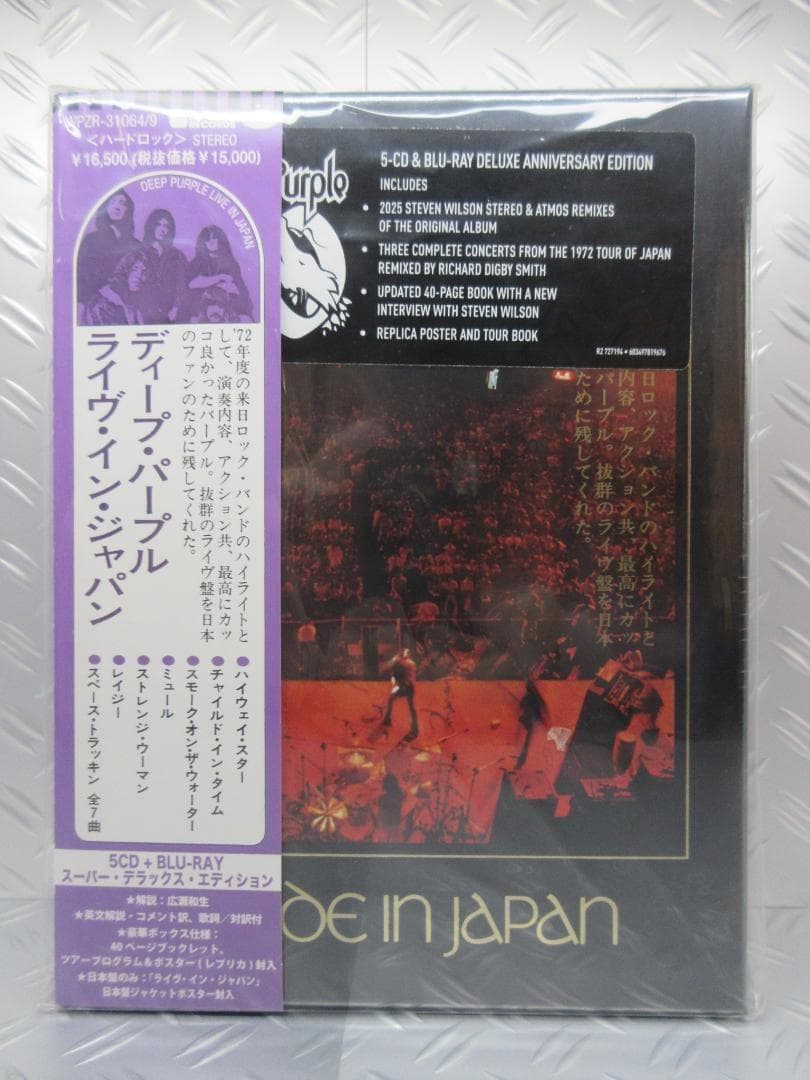 WPZR-31064/9
RECORDS
<ハードロック> STEREO
¥16,500 (税抜価格¥15,000)
DEEP PURPLE LIVE IN JAPAN
'72年度の来日ロック・バンドのハイライトと
して、演奏内容、アクション共、最高にカッ
コ良かったパープル。抜群のライヴ盤を日本
のファンのために残してくれた。
ディープ・パープル
ライヴ・イン・ジャパン
●ハイウェイ・スター
●チャイルド・イン・タイム
●スモーク・オン・ザ・ウォーター
●ミュール
●ストレンジ・ウーマン
●レイジー
●スペース・トラッキン 全7曲
5CD + BLU-RAY
スーパー・デラックス・エディション
★解説：広瀬和生
★英文解説・コメント訳、歌詞/対訳付
★豪華ボックス仕様：
40ページブックレット。
ツアープログラム&ポスター(レプリカ)封入
★日本盤のみ：「ライヴ・イン・ジャパン」
日本盤ジャケットポスター封入
Purple
5-CD & BLU-RAY DELUXE ANNIVERSARY EDITION
INCLUDES
• 2025 STEVEN WILSON STEREO & ATMOS REMIXES
OF THE ORIGINAL ALBUM
• THREE COMPLETE CONCERTS FROM THE 1972 TOUR OF JAPAN
REMIXED BY RICHARD DIGBY SMITH
• UPDATED 40-PAGE BOOK WITH A NEW
INTERVIEW WITH STEVEN WILSON
• REPLICA POSTER AND TOUR BOOK
R2 727194 • 603497819676
日ロック・バンドのハイライトと
内容、アクション共、最高にカッ
パープル。抜群のライヴ盤を日本
ために残してくれた。
DE IN JAPAN